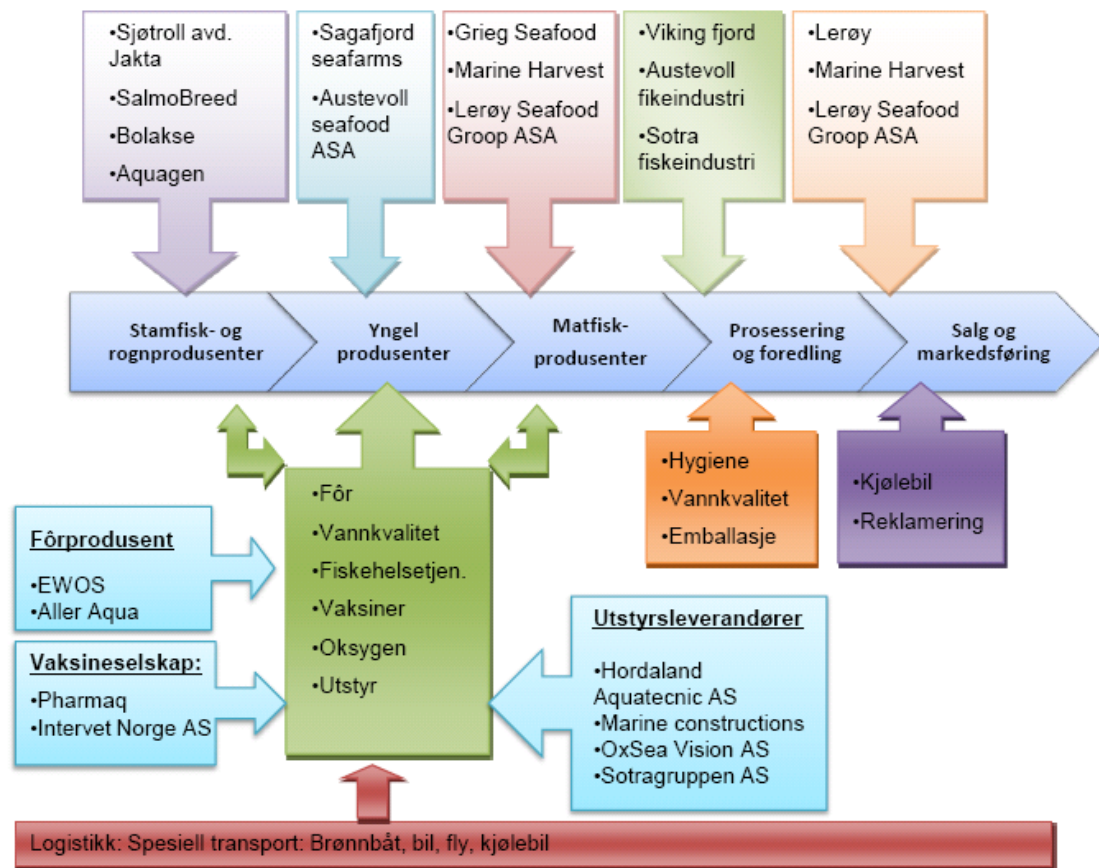 •Sjøtroll avd.
Jakta
•SalmoBreed
•Bolakse
•Aquagen
•Sagafjord
seafarms
•Austevoll
seafood
ASA
•Grieg Seafood
•Marine Harvest
•Lerøy Seafood
Groop ASA
•Viking fjord
•Austevoll
fikeindustri
•Sotra
fiskeindustri
•Lerøy
•Marine Harvest
•Lerøy Seafood
Groop ASA
Stamfisk- og
rognprodusenter
Yngel
produsenter
Matfisk-
produsenter
Prosessering
og foredling
Salg og
markedsføring
•Fôr
•Vannkvalitet
•Fiskehelsetjen.
•Vaksiner
•Oksygen
•Utstyr
•Hygiene
•Vannkvalitet
•Emballasje
•Kjølebil
•Reklamering
Fôrprodusent
•EWOS
•Aller Aqua
Vaksineselskap:
•Pharmaq
•Intervet Norge AS
Utstyrsleverandører
•Hordaland
Aquatecnic AS
•Marine constructions
•OxSea Vision AS
•Sotragruppen AS
Logistikk: Spesiell transport: Brønnbåt, bil, fly, kjølebil